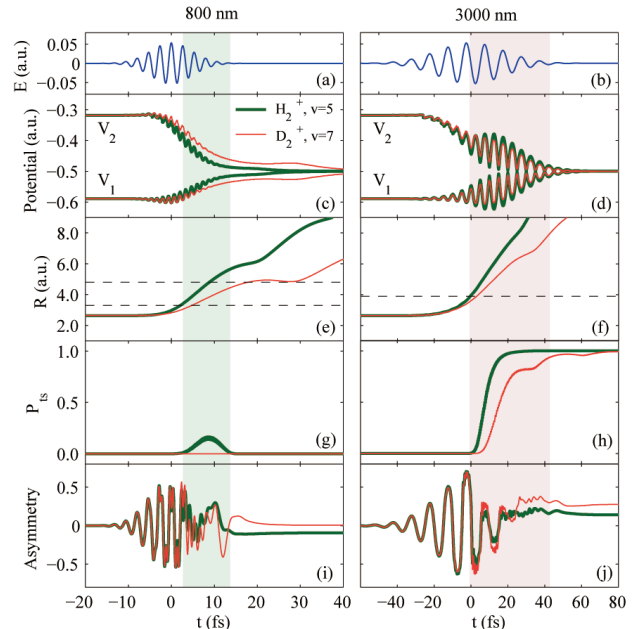 800 nm
3000 nm
E (a.u.)
0.05
0
−0.05
(a)
(b)
Potential (a.u.)
−0.3
−0.4
−0.5
−0.6
V2
V1
H2+, v=5
D2+, v=7
(c)
V2
V1
(d)
R (a.u.)
8.0
6.0
4.0
2.0
(e)
(f)
Pts
1.0
0.5
0.0
(g)
(h)
Asymmetry
0.5
0
−0.5
(i)
(j)
−20 −10 0 10 20 30 40
−60 −40 −20 0 20 40 60 80
t (fs)
t (fs)